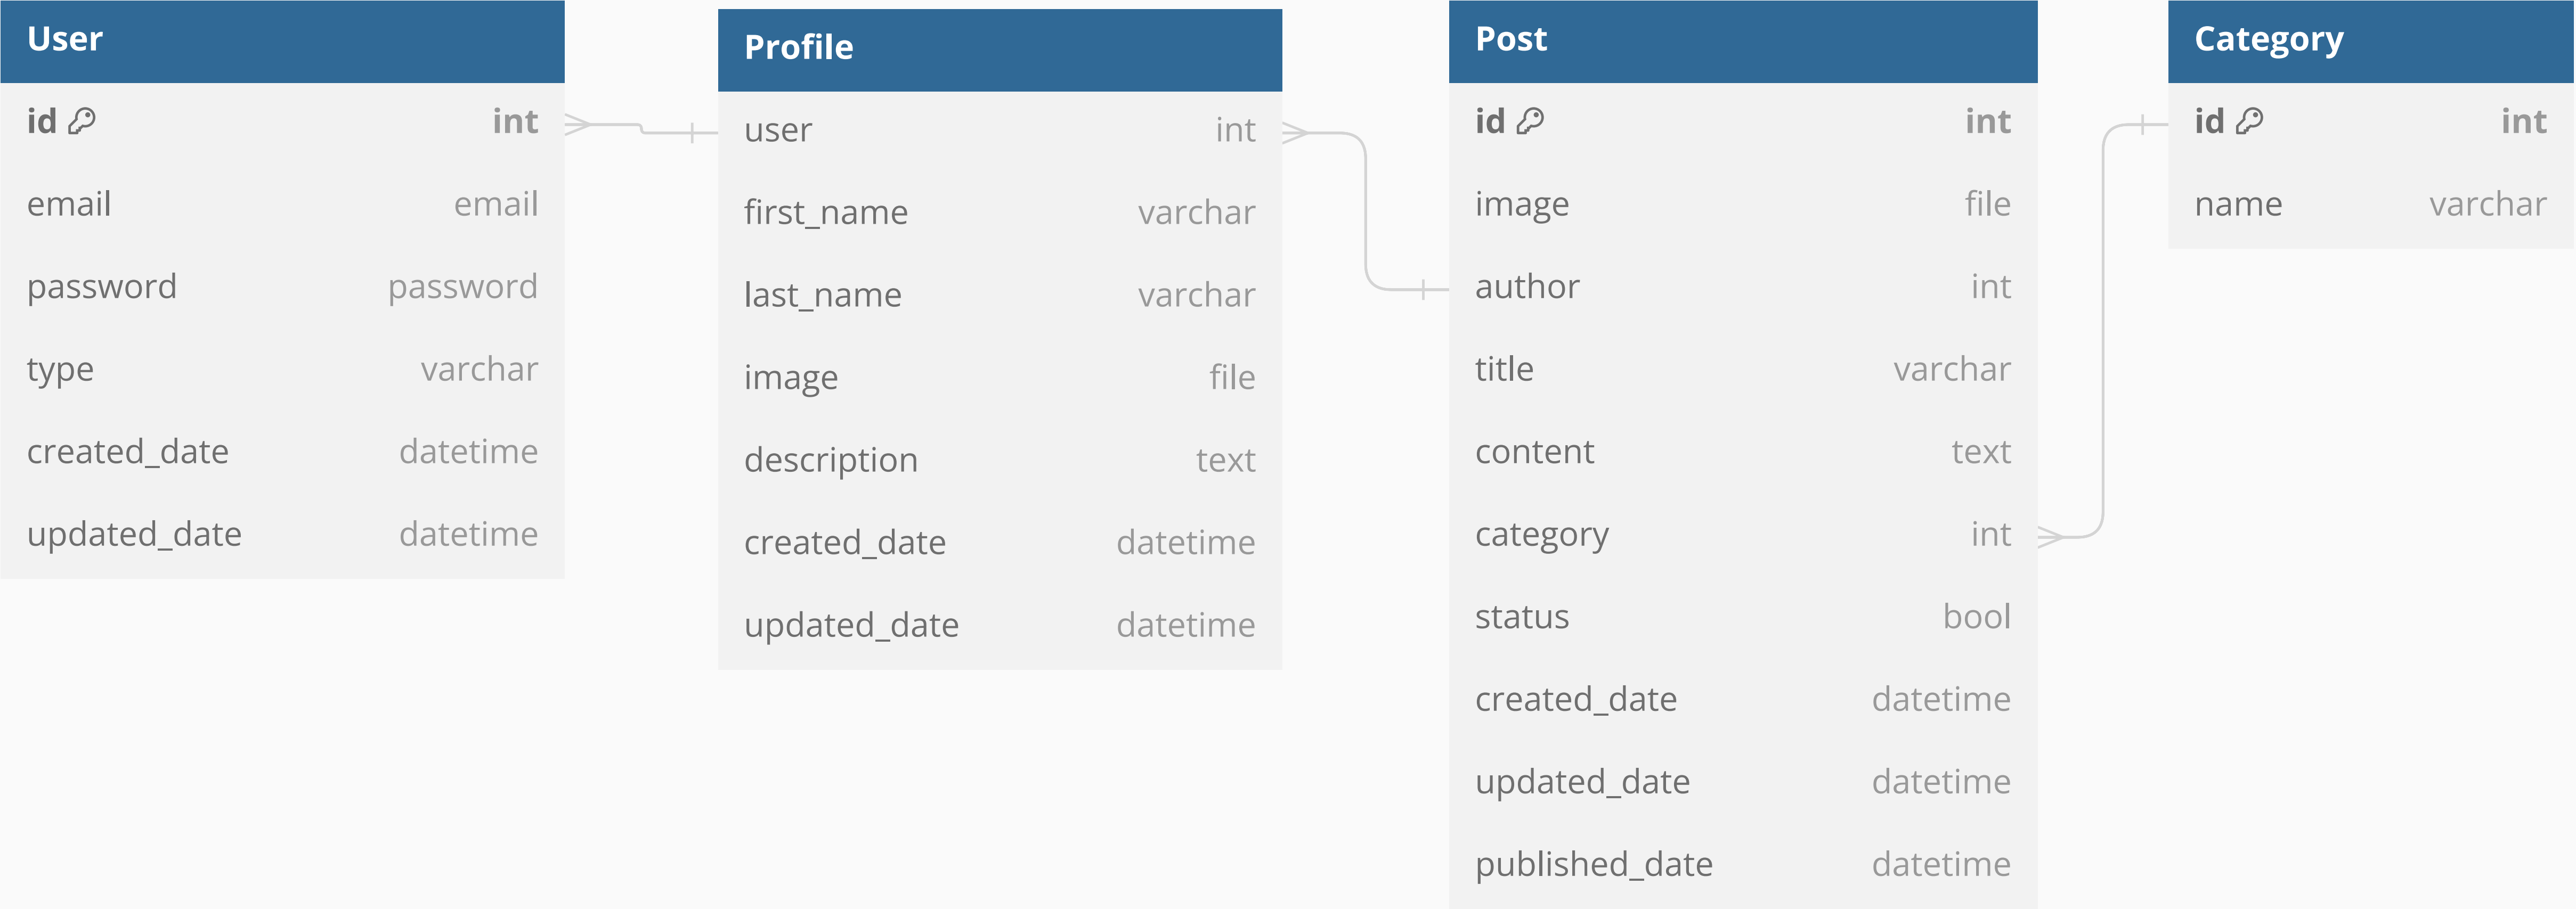 User
id int
email email
password password
type varchar
created_date datetime
updated_date datetime
Profile
user int
first_name varchar
last_name varchar
image file
description text
created_date datetime
updated_date datetime
Post
id int
image file
author int
title varchar
content text
category int
status bool
created_date datetime
updated_date datetime
published_date datetime
Category
id int
name varchar